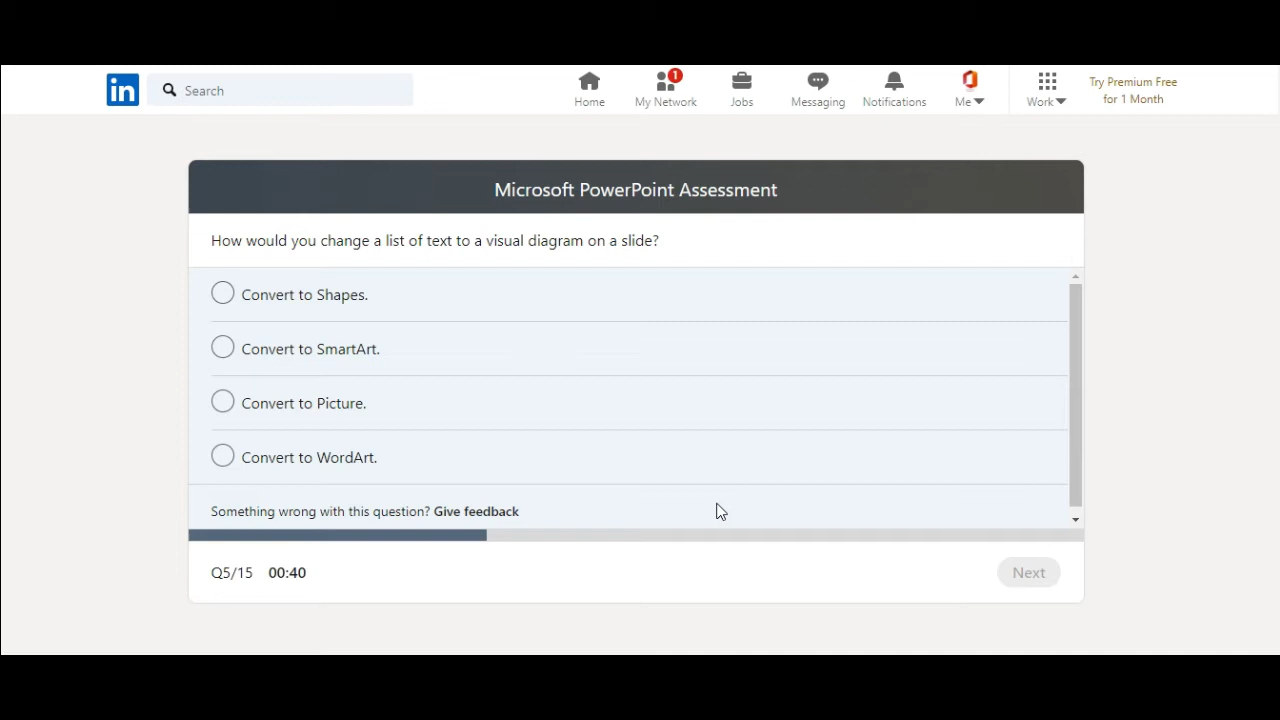 in Search
Home My Network 1 Jobs Messaging Notifications Me Work Try Premium Free
for 1 Month
Microsoft PowerPoint Assessment
How would you change a list of text to a visual diagram on a slide?
Convert to Shapes.
Convert to SmartArt.
Convert to Picture.
Convert to WordArt.
Something wrong with this question? Give feedback
Q5/15 00:40 Next